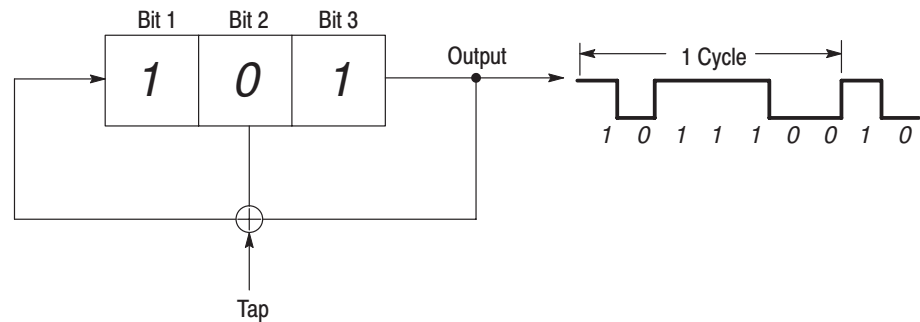 Bit 1 Bit 2 Bit 3
1 0 1
Output
1 Cycle
1 0 1 1 1 0 0 1 0
Tap